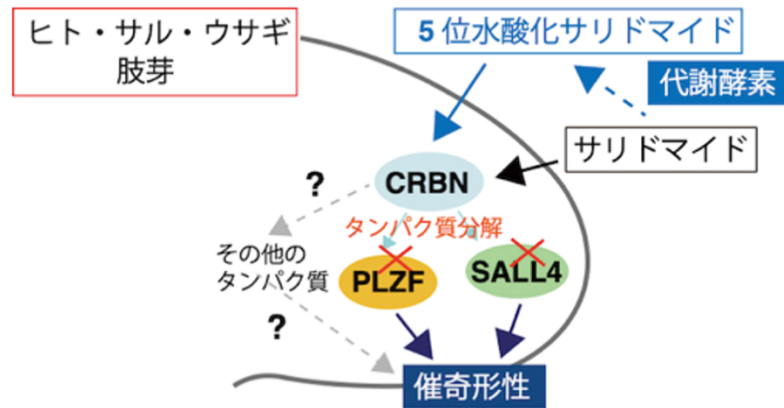 ヒト・サル・ウサギ
肢芽
5 位水酸化サリドマイド
代謝酵素
サリドマイド
CRBN
?
タンパク質分解
その他の
タンパク質
PLZF
SALL4
?
催奇形性